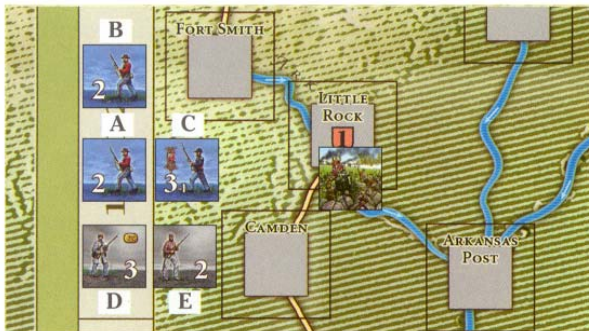 B
FORT SMITH
2
LITTLE
ROCK
1
A
C
2
3
1
CAMDEN
ARKANSAS
POST
3
2
D
E